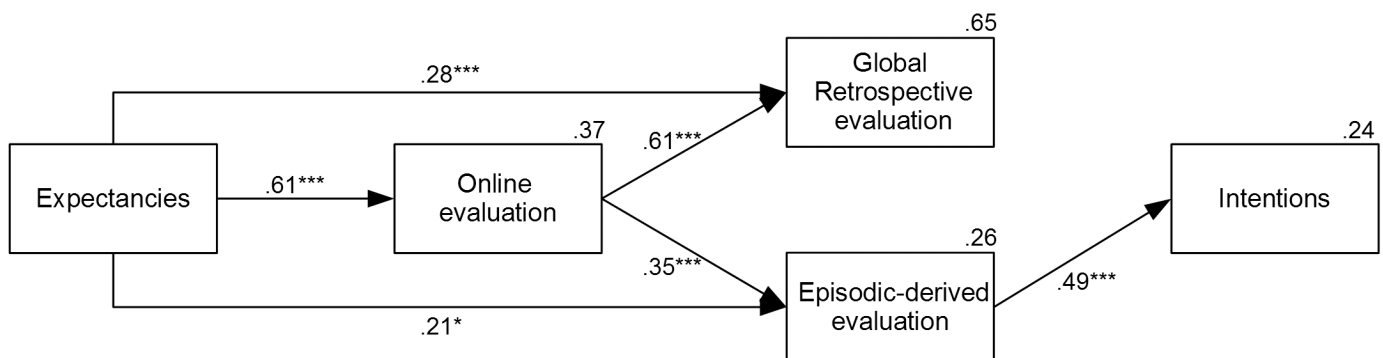 .65
Global
Retrospective
evaluation
.28***
.37
.61***
.24
Expectancies
.61***
Online
evaluation
Intentions
.26
.35***
Episodic-derived
evaluation
.49***
.21*